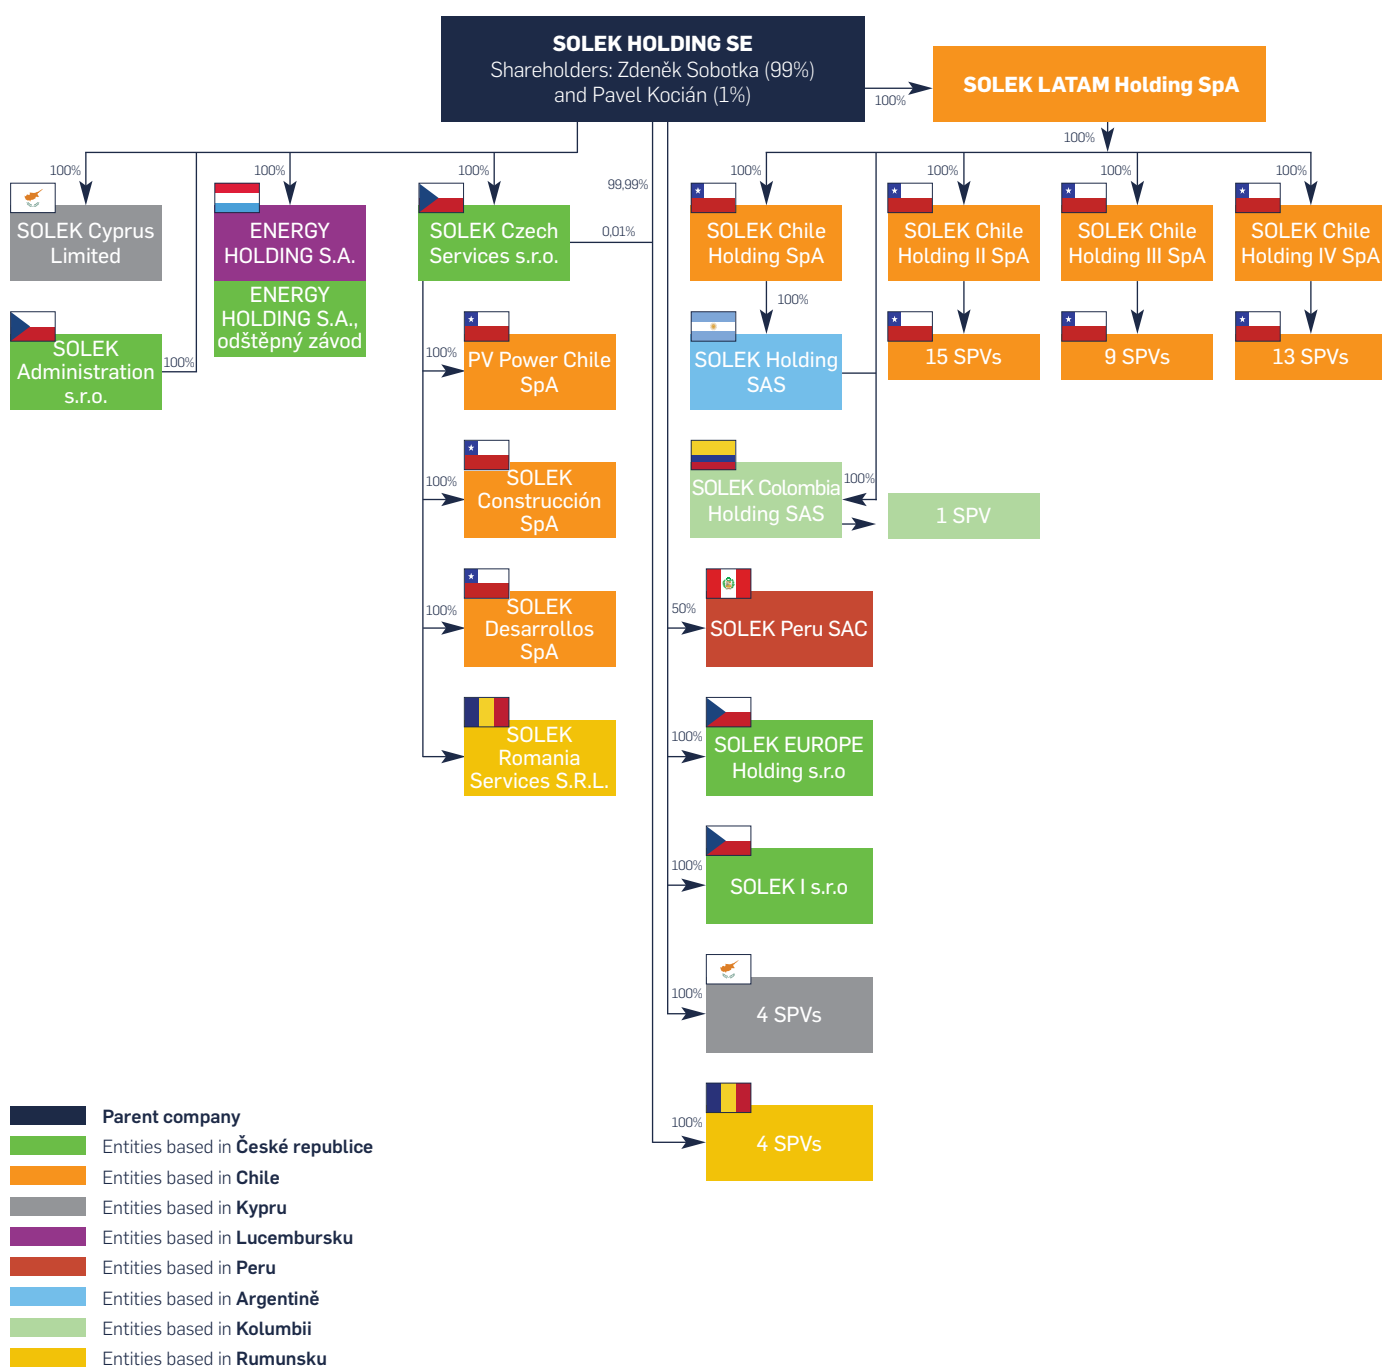 SOLEK HOLDING SE
Shareholders: Zdeněk Sobotka (99%)
and Pavel Kocián (1%)
100%
SOLEK LATAM Holding SpA
100%
100%
SOLEK Cyprus
Limited
100%
ENERGY
HOLDING S.A.
ENERGY
HOLDING S.A.,
odštěpný závod
100%
SOLEK Czech
Services s.r.o.
99,99%
0,01%
100%
SOLEK Chile
Holding SpA
100%
SOLEK Chile
Holding II SpA
100%
SOLEK Chile
Holding III SpA
100%
SOLEK Chile
Holding IV SpA
SOLEK
Administration
s.r.o.
100%
100%
PV Power Chile
SpA
100%
SOLEK Holding
SAS
15 SPVs
9 SPVs
13 SPVs
100%
SOLEK
Construcción
SpA
SOLEK Colombia
Holding SAS
100%
1 SPV
100%
SOLEK
Desarrollos
SpA
50%
SOLEK Peru SAC
SOLEK
Romania
Services S.R.L.
100%
SOLEK EUROPE
Holding s.r.o
100%
SOLEK I s.r.o
100%
4 SPVs
100%
4 SPVs
Parent company
Entities based in České republice
Entities based in Chile
Entities based in Kypru
Entities based in Lucembursku
Entities based in Peru
Entities based in Argentině
Entities based in Kolumbii
Entities based in Rumunsku